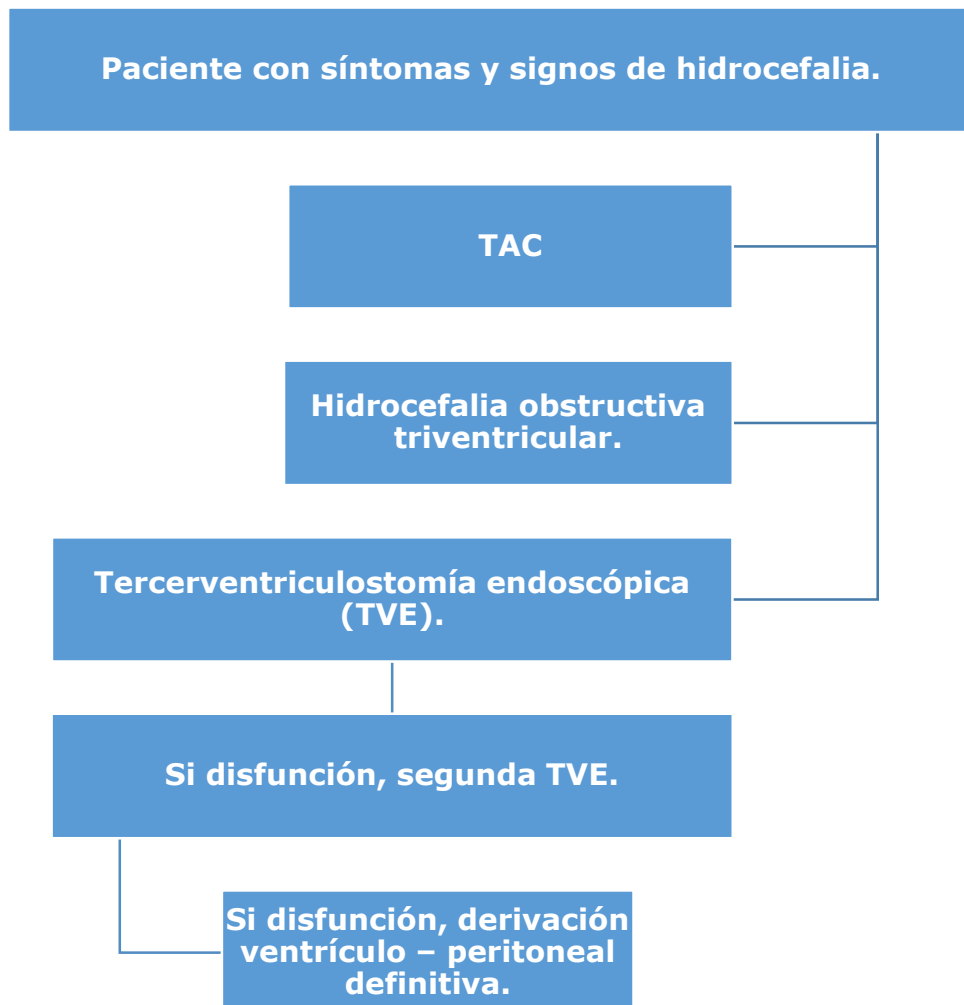 Paciente con síntomas y signos de hidrocefalia.
TAC
Hidrocefalia obstructiva
triventricular.
Tercerventriculostomía endoscópica
(TVE).
Si disfunción, segunda TVE.
Si disfunción, derivación
ventrículo – peritoneal
definitiva.